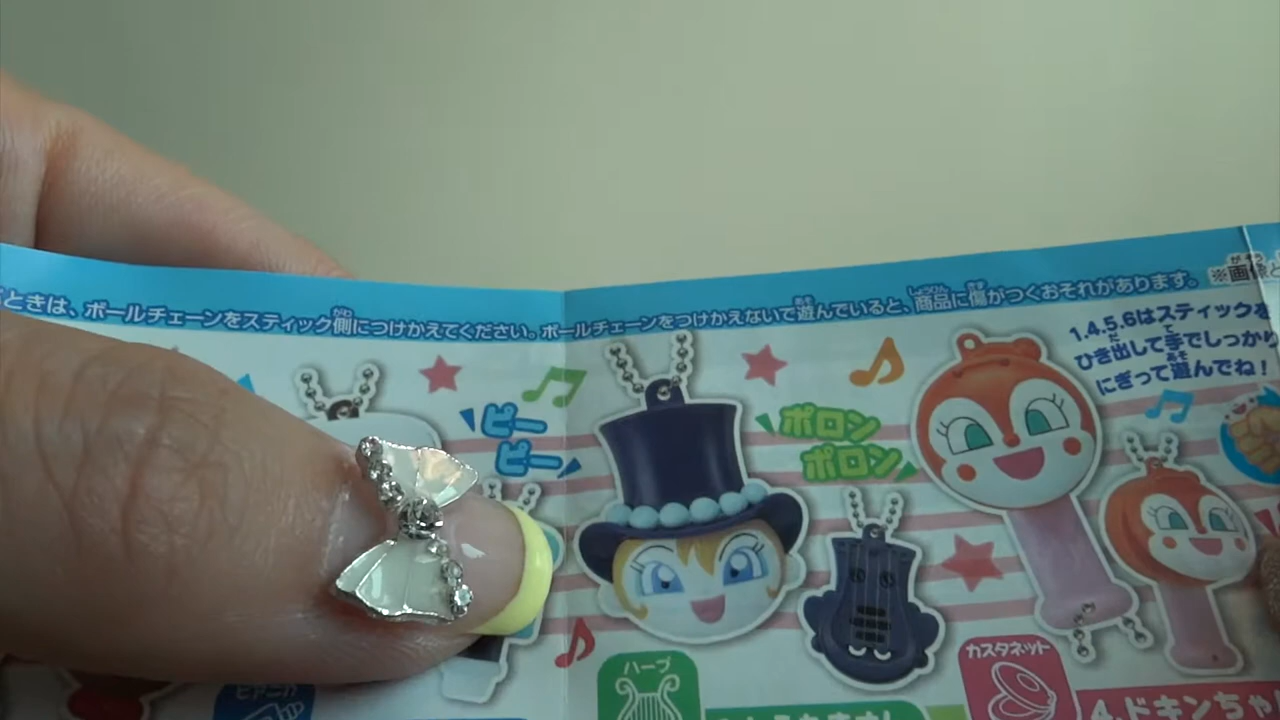 ときは、ボールチェーンをスティック側につけかえてください。ボールチェーンをつけかえないで遊んでいると、商品に傷がつくおそれがあります。
※画像と
1.4.5.6はスティックを
ひき出して手でしっかり
にぎって遊んでね！
ピー
ピー
ポロン
ポロン
ハープ
カスタネット
4.ドキンちゃ